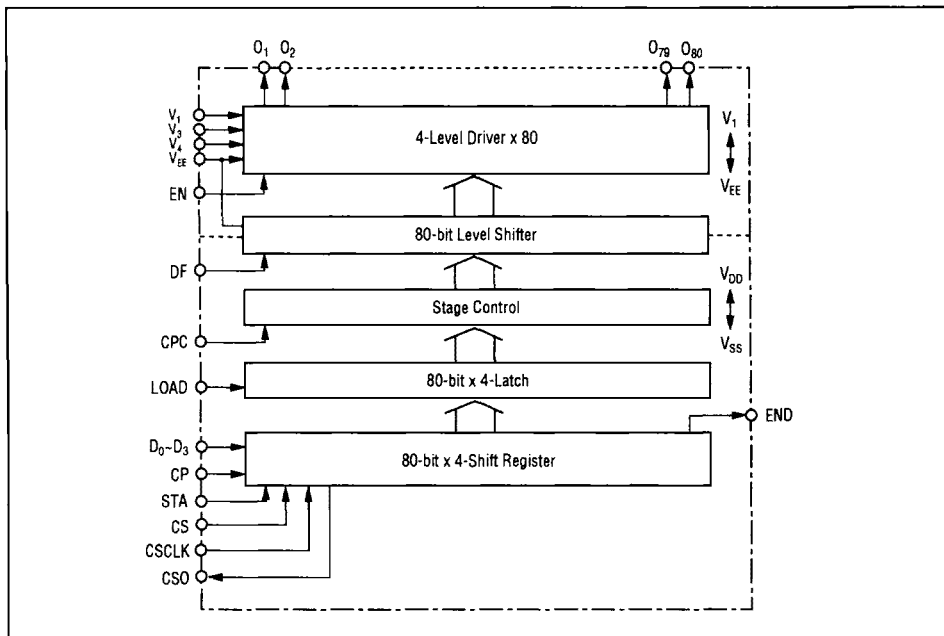 O1 O2 O79 O80
V1
V3
V4
VEE
EN
4-Level Driver x 80
V1
VEE
80-bit Level Shifter
DF
Stage Control
VDD
VSS
CPC
80-bit x 4-Latch
LOAD
END
D0~D3
80-bit x 4-Shift Register
CP
STA
CS
CSCLK
CSO